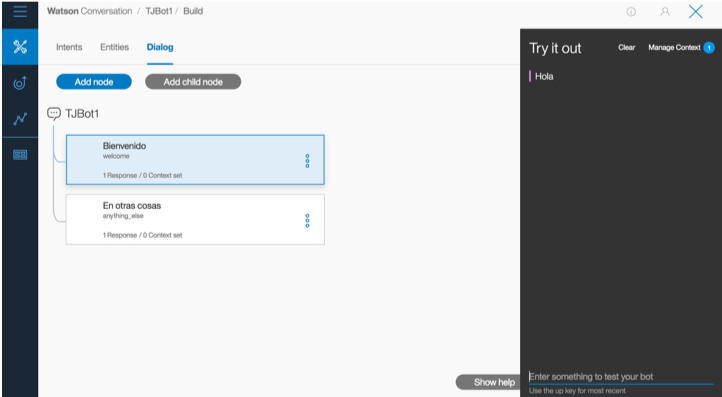 Watson Conversation / TJBot1 / Build
Intents Entities Dialog
Add node Add child node
TJBot1
Bienvenido
welcome
1 Response / 0 Context set
En otras cosas
anything_else
1 Response / 0 Context set
Show help
Try it out Clear Manage Context 1
Hola
Enter something to test your bot
Use the up key for most recent